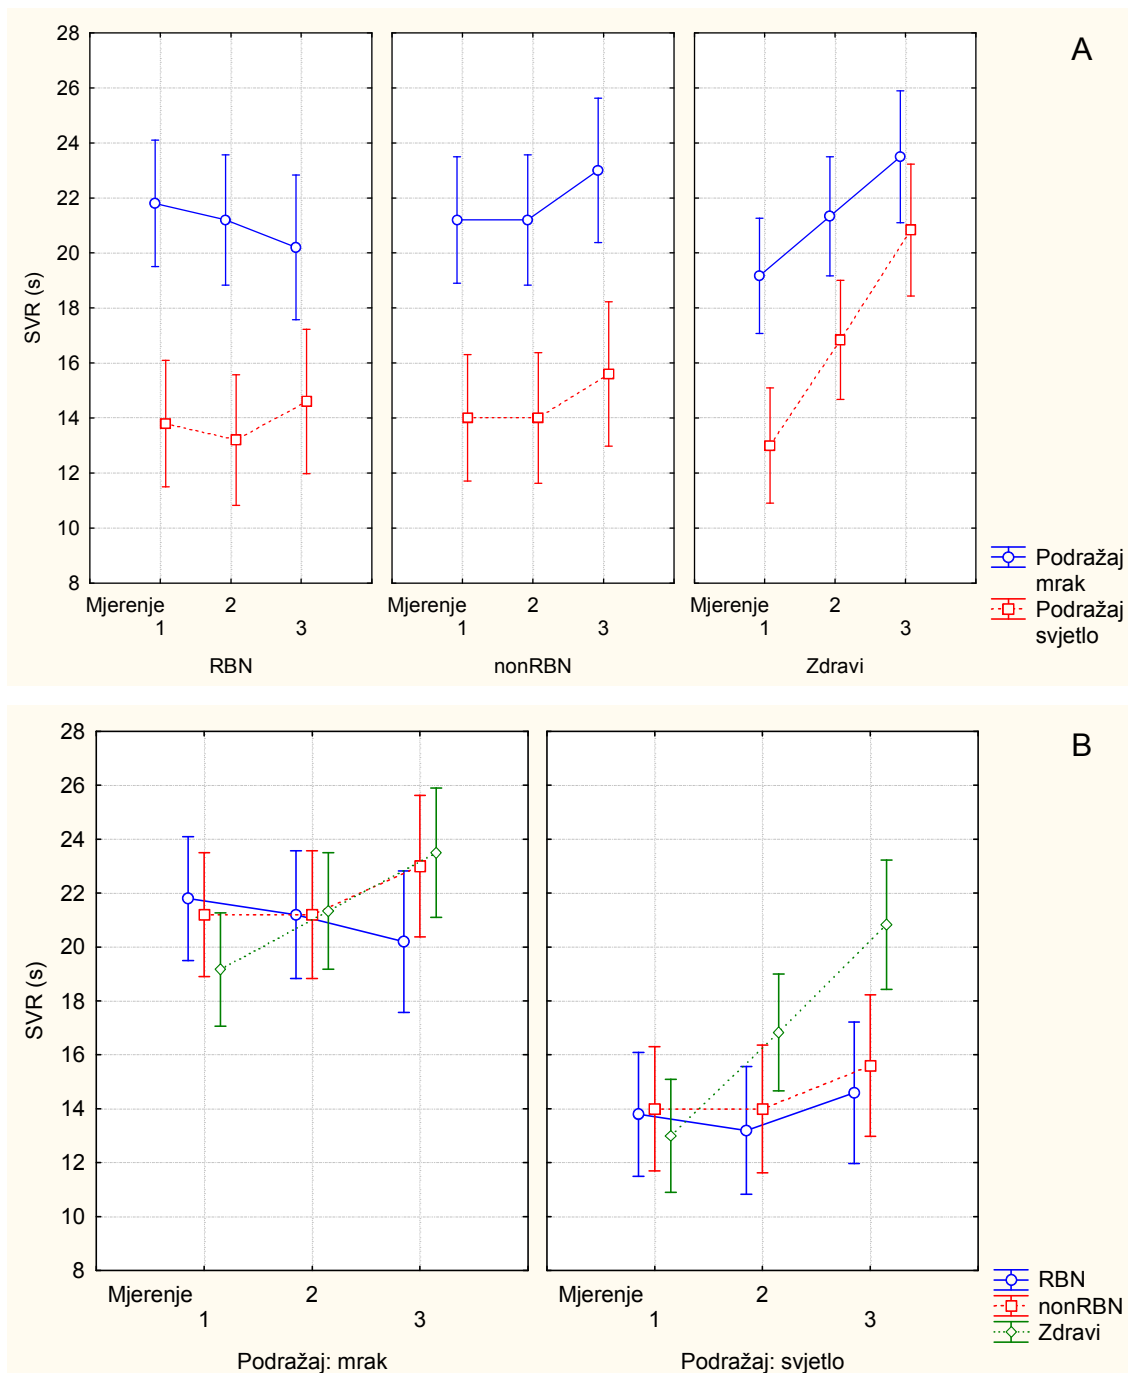 A
28
26
24
22
20
18
16
14
12
10
8
SVR (s)
Mjerenje 2
1 3
RBN
2
1 3
nonRBN
2
1 3
Zdravi
Podražaj
mrak
Podražaj
svjetlo
B
28
26
24
22
20
18
16
14
12
10
8
SVR (s)
Mjerenje 2
1 3
Podražaj: mrak
Mjerenje 2
1 3
Podražaj: svjetlo
RBN
nonRBN
Zdravi